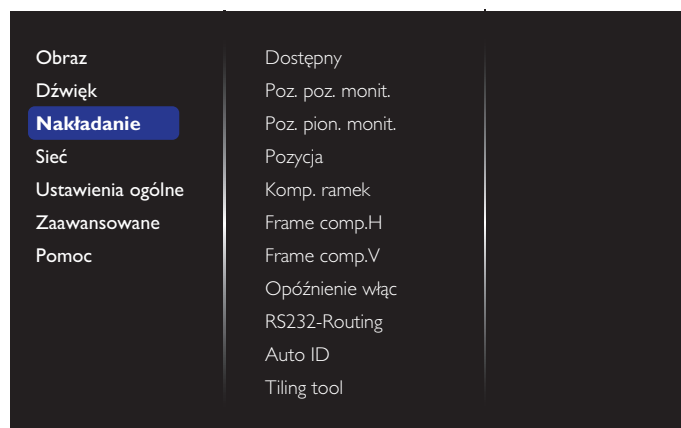 Obraz
Dźwięk
Nakładanie
Sieć
Ustawienia ogólne
Zaawansowane
Pomoc
Dostępny
Poz. poz. monit.
Poz. pion. monit.
Pozycja
Komp. ramek
Frame comp.H
Frame comp.V
Opóźnienie włąc
RS232-Routing
Auto ID
Tiling tool